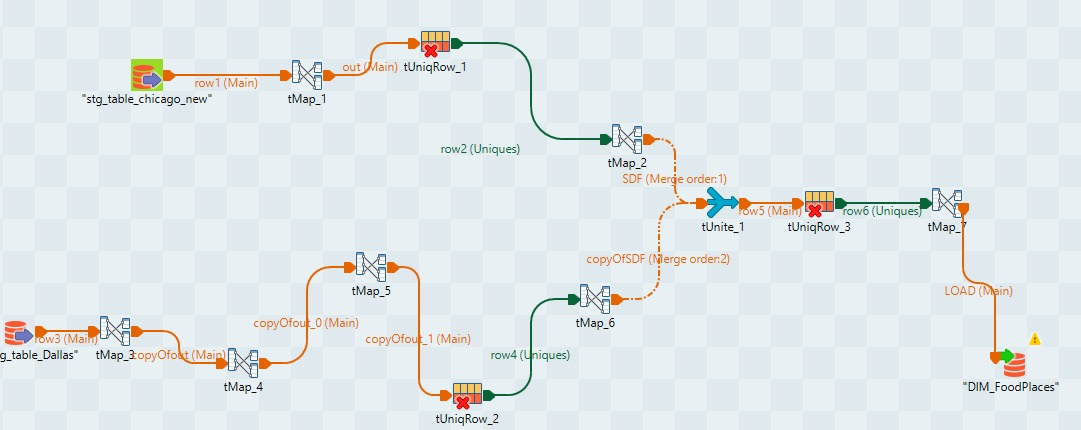 out (Main)
tUniqRow_1
row1 (Main)
"stg_table_chicago_new"
tMap_1
row2 (Uniques)
tMap_2
SDF (Merge order:1)
row5 (Main)
row6 (Uniques)
tUnite_1
tUniqRow_3
tMap_7
copyOfSDF (Merge order:2)
tMap_5
LOAD (Main)
copyOfout_0 (Main)
tMap_6
row3 (Main)
copyOfout_1 (Main)
g_table_Dallas"
tMap_3
copyOfout (Main)
row4 (Uniques)
tMap_4
"DIM_FoodPlaces"
tUniqRow_2